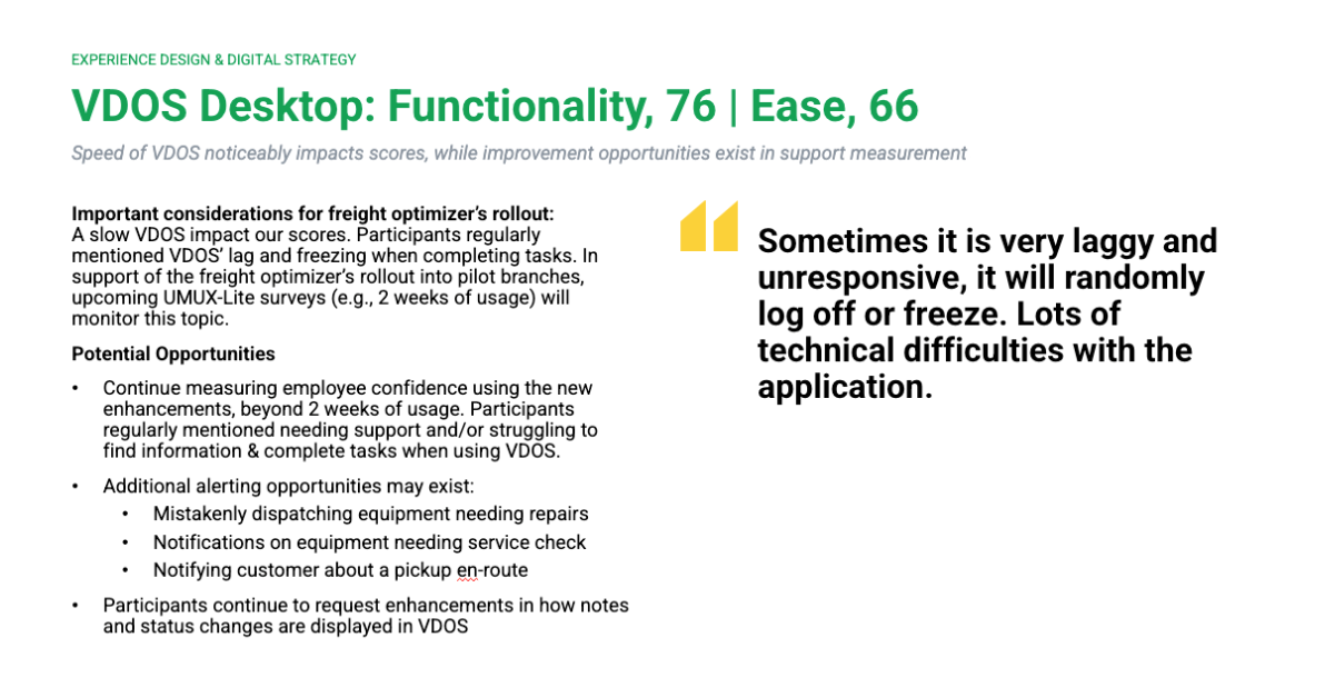 EXPERIENCE DESIGN & DIGITAL STRATEGY
VDOS Desktop: Functionality, 76 | Ease, 66
Speed of VDOS noticeably impacts scores, while improvement opportunities exist in support measurement
Important considerations for freight optimizer's rollout:
A slow VDOS impact our scores. Participants regularly
mentioned VDOS' lag and freezing when completing tasks. In
support of the freight optimizer's rollout into pilot branches,
upcoming UMUX-Lite surveys (e.g., 2 weeks of usage) will
monitor this topic.
Potential Opportunities
• Continue measuring employee confidence using the new
enhancements, beyond 2 weeks of usage. Participants
regularly mentioned needing support and/or struggling to
find information & complete tasks when using VDOS.
• Additional alerting opportunities may exist:
• Mistakenly dispatching equipment needing repairs
• Notifications on equipment needing service check
• Notifying customer about a pickup en-route
• Participants continue to request enhancements in how notes
and status changes are displayed in VDOS
Sometimes it is very laggy and
unresponsive, it will randomly
log off or freeze. Lots of
technical difficulties with the
application.